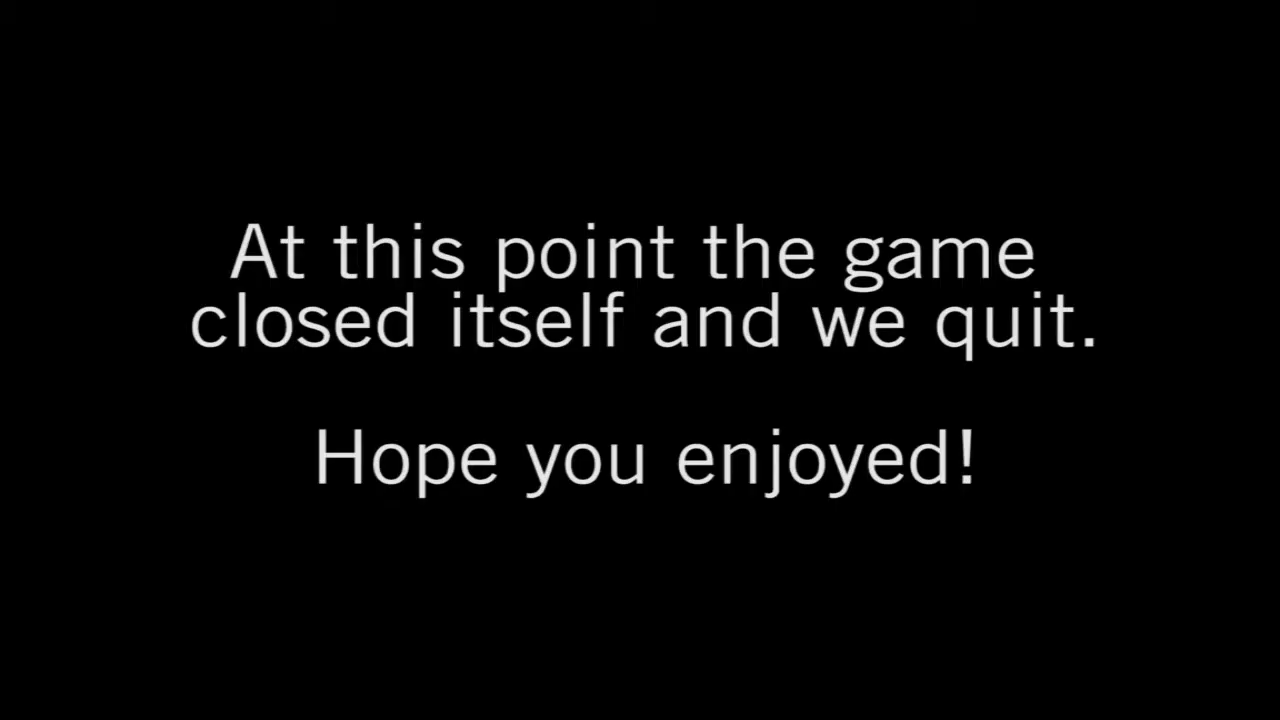 At this point the game
closed itself and we quit.
Hope you enjoyed!